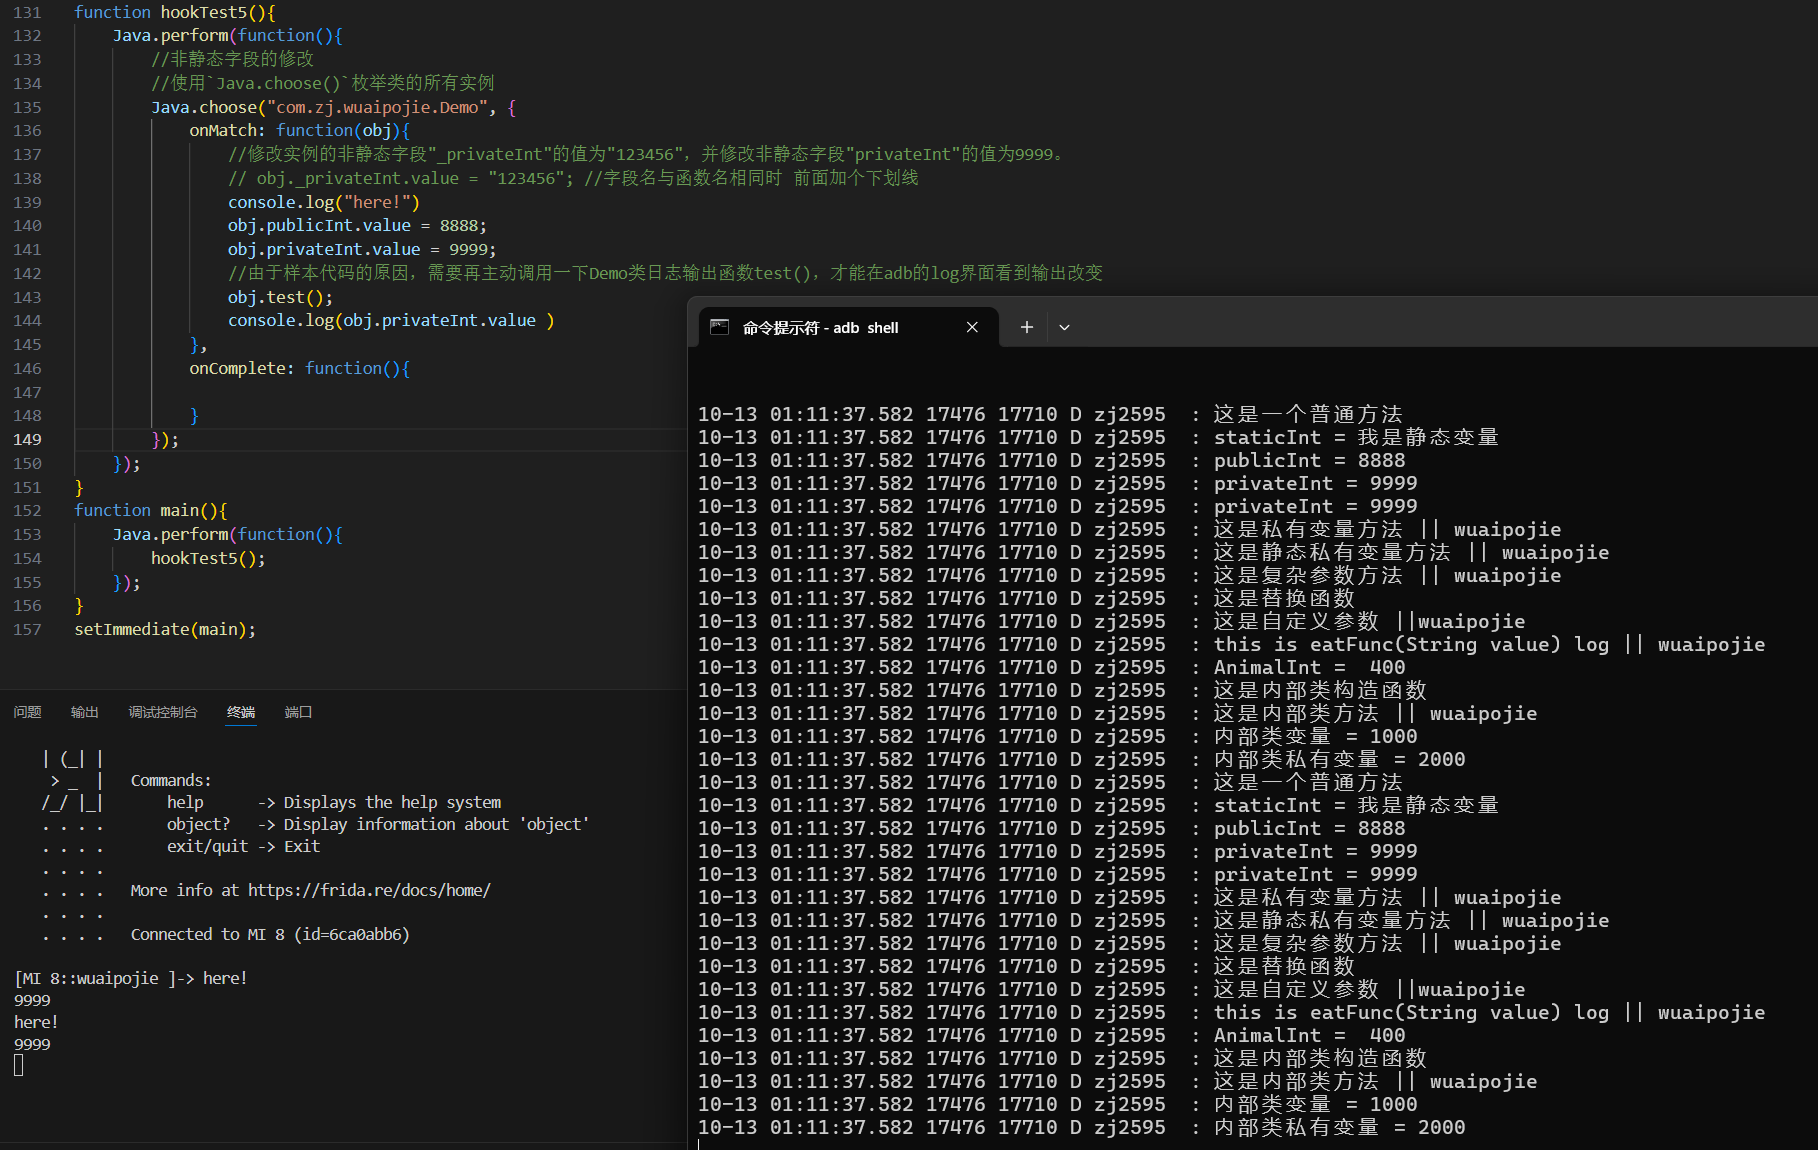 131 function hookTest5(){
132 Java.perform(function(){
133 //非静态字段的修改
134 //使用`Java.choose()`枚举类的所有实例
135 Java.choose("com.zj.wuaipojie.Demo", {
136 onMatch: function(obj){
137 //修改实例的非静态字段"_privateInt"的值为"123456"，并修改非静态字段"privateInt"的值为9999。
138 // obj._privateInt.value = "123456"; //字段名与函数名相同时 前面加个下划线
139 console.log("here!")
140 obj.publicInt.value = 8888;
141 obj.privateInt.value = 9999;
142 //由于样本代码的原因，需要再主动调用一下Demo类日志输出函数test()，才能在adb的log界面看到输出改变
143 obj.test();
144 console.log(obj.privateInt.value )
145 },
146 onComplete: function(){
147
148 }
149 });
150 });
151 }
152 function main(){
153 Java.perform(function(){
154 hookTest5();
155 });
156 }
157 setImmediate(main);
问题 输出 调试控制台 终端 端口
| (_| |
> _  | Commands:
/_/ |_| help -> Displays the help system
. . . . object? -> Display information about 'object'
. . . . exit/quit -> Exit
. . . .
. . . . More info at https://frida.re/docs/home/
. . . .
. . . . Connected to MI 8 (id=6ca0abb6)
[MI 8::wuaipojie ]-> here!
9999
here!
9999
命令提示符 - adb shell
10-13 01:11:37.582 17476 17710 D zj2595 : 这是一个普通方法
10-13 01:11:37.582 17476 17710 D zj2595 : staticInt = 我是静态变量
10-13 01:11:37.582 17476 17710 D zj2595 : publicInt = 8888
10-13 01:11:37.582 17476 17710 D zj2595 : privateInt = 9999
10-13 01:11:37.582 17476 17710 D zj2595 : privateInt = 9999
10-13 01:11:37.582 17476 17710 D zj2595 : 这是私有变量方法 || wuaipojie
10-13 01:11:37.582 17476 17710 D zj2595 : 这是静态私有变量方法 || wuaipojie
10-13 01:11:37.582 17476 17710 D zj2595 : 这是复杂参数方法 || wuaipojie
10-13 01:11:37.582 17476 17710 D zj2595 : 这是替换函数
10-13 01:11:37.582 17476 17710 D zj2595 : 这是自定义参数 ||wuaipojie
10-13 01:11:37.582 17476 17710 D zj2595 : this is eatFunc(String value) log || wuaipojie
10-13 01:11:37.582 17476 17710 D zj2595 : AnimalInt =  400
10-13 01:11:37.582 17476 17710 D zj2595 : 这是内部类构造函数
10-13 01:11:37.582 17476 17710 D zj2595 : 这是内部类方法 || wuaipojie
10-13 01:11:37.582 17476 17710 D zj2595 : 内部类变量 = 1000
10-13 01:11:37.582 17476 17710 D zj2595 : 内部类私有变量 = 2000
10-13 01:11:37.582 17476 17710 D zj2595 : 这是一个普通方法
10-13 01:11:37.582 17476 17710 D zj2595 : staticInt = 我是静态变量
10-13 01:11:37.582 17476 17710 D zj2595 : publicInt = 8888
10-13 01:11:37.582 17476 17710 D zj2595 : privateInt = 9999
10-13 01:11:37.582 17476 17710 D zj2595 : privateInt = 9999
10-13 01:11:37.582 17476 17710 D zj2595 : 这是私有变量方法 || wuaipojie
10-13 01:11:37.582 17476 17710 D zj2595 : 这是静态私有变量方法 || wuaipojie
10-13 01:11:37.582 17476 17710 D zj2595 : 这是复杂参数方法 || wuaipojie
10-13 01:11:37.582 17476 17710 D zj2595 : 这是替换函数
10-13 01:11:37.582 17476 17710 D zj2595 : 这是自定义参数 ||wuaipojie
10-13 01:11:37.582 17476 17710 D zj2595 : this is eatFunc(String value) log || wuaipojie
10-13 01:11:37.582 17476 17710 D zj2595 : AnimalInt =  400
10-13 01:11:37.582 17476 17710 D zj2595 : 这是内部类构造函数
10-13 01:11:37.582 17476 17710 D zj2595 : 这是内部类方法 || wuaipojie
10-13 01:11:37.582 17476 17710 D zj2595 : 内部类变量 = 1000
10-13 01:11:37.582 17476 17710 D zj2595 : 内部类私有变量 = 2000